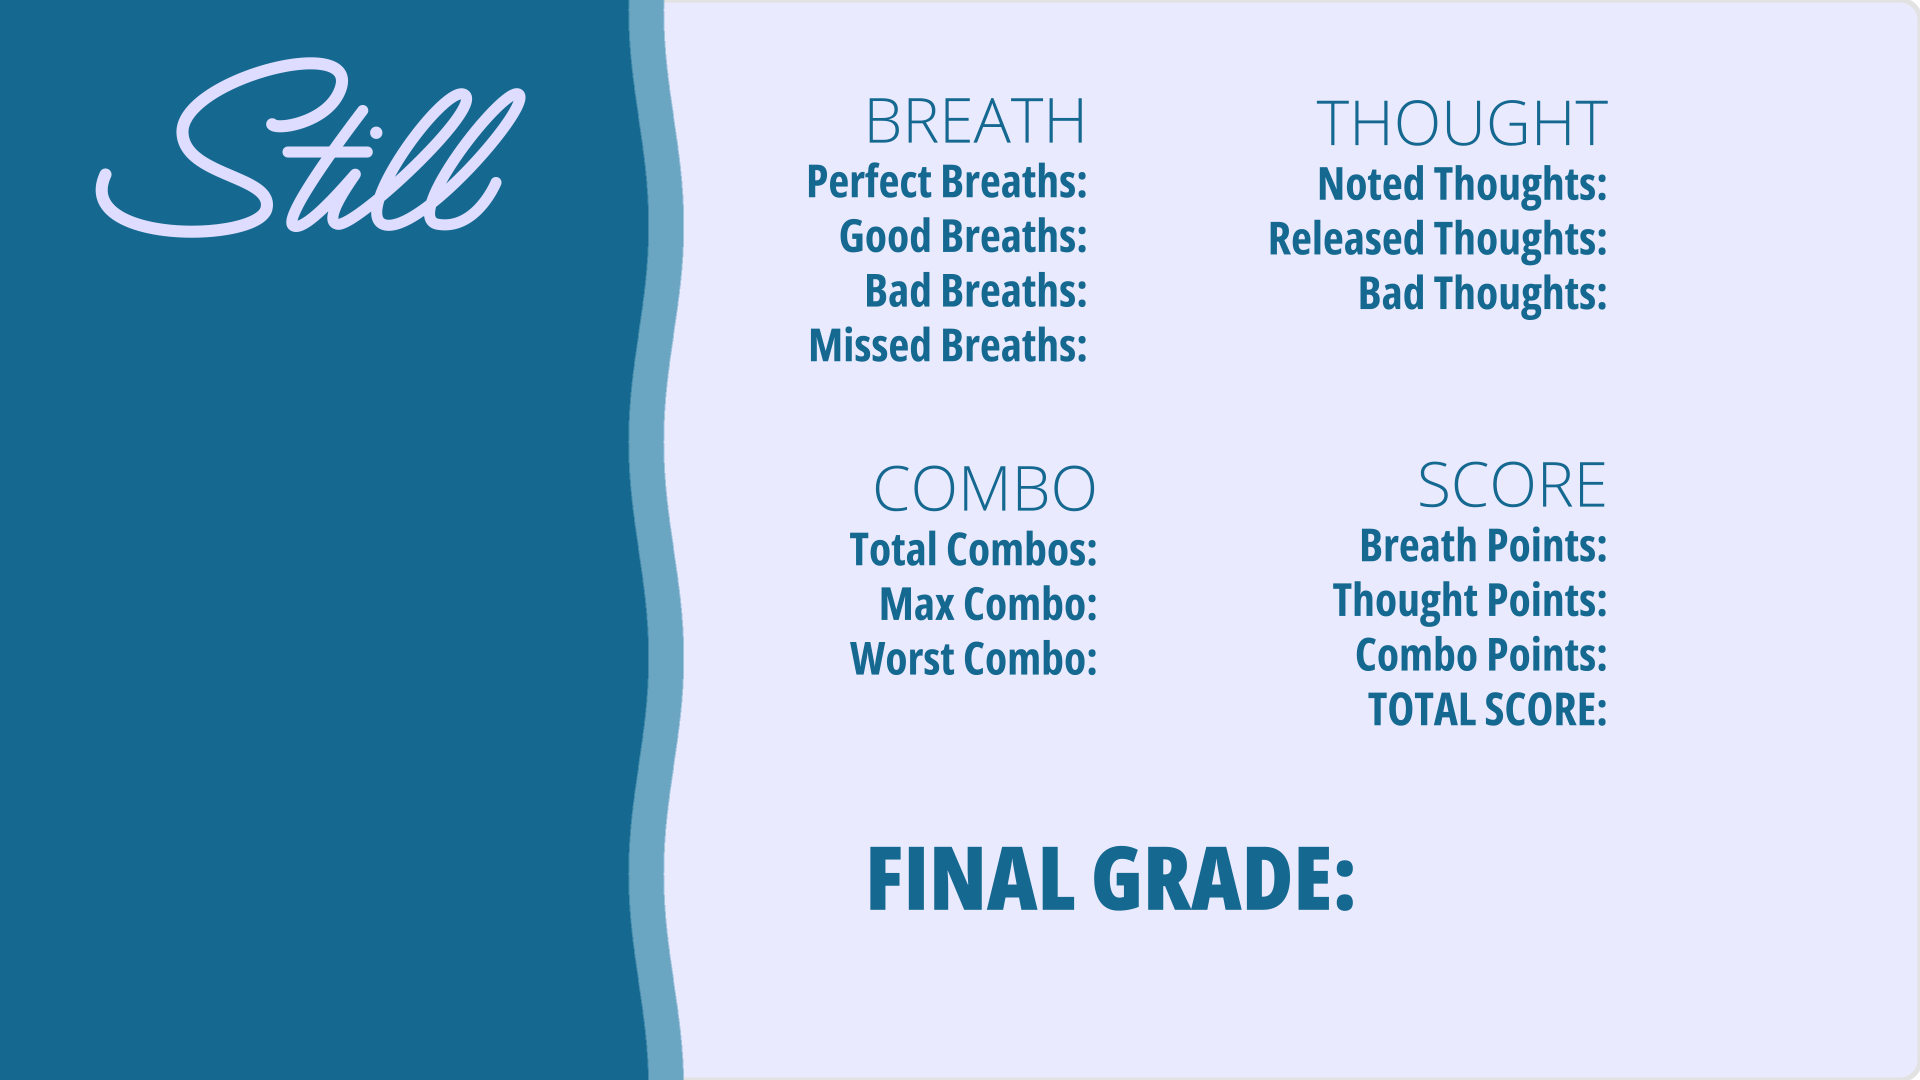 Still
BREATH
Perfect Breaths:
Good Breaths:
Bad Breaths:
Missed Breaths:
THOUGHT
Noted Thoughts:
Released Thoughts:
Bad Thoughts:
COMBO
Total Combos:
Max Combo:
Worst Combo:
SCORE
Breath Points:
Thought Points:
Combo Points:
TOTAL SCORE:
FINAL GRADE: